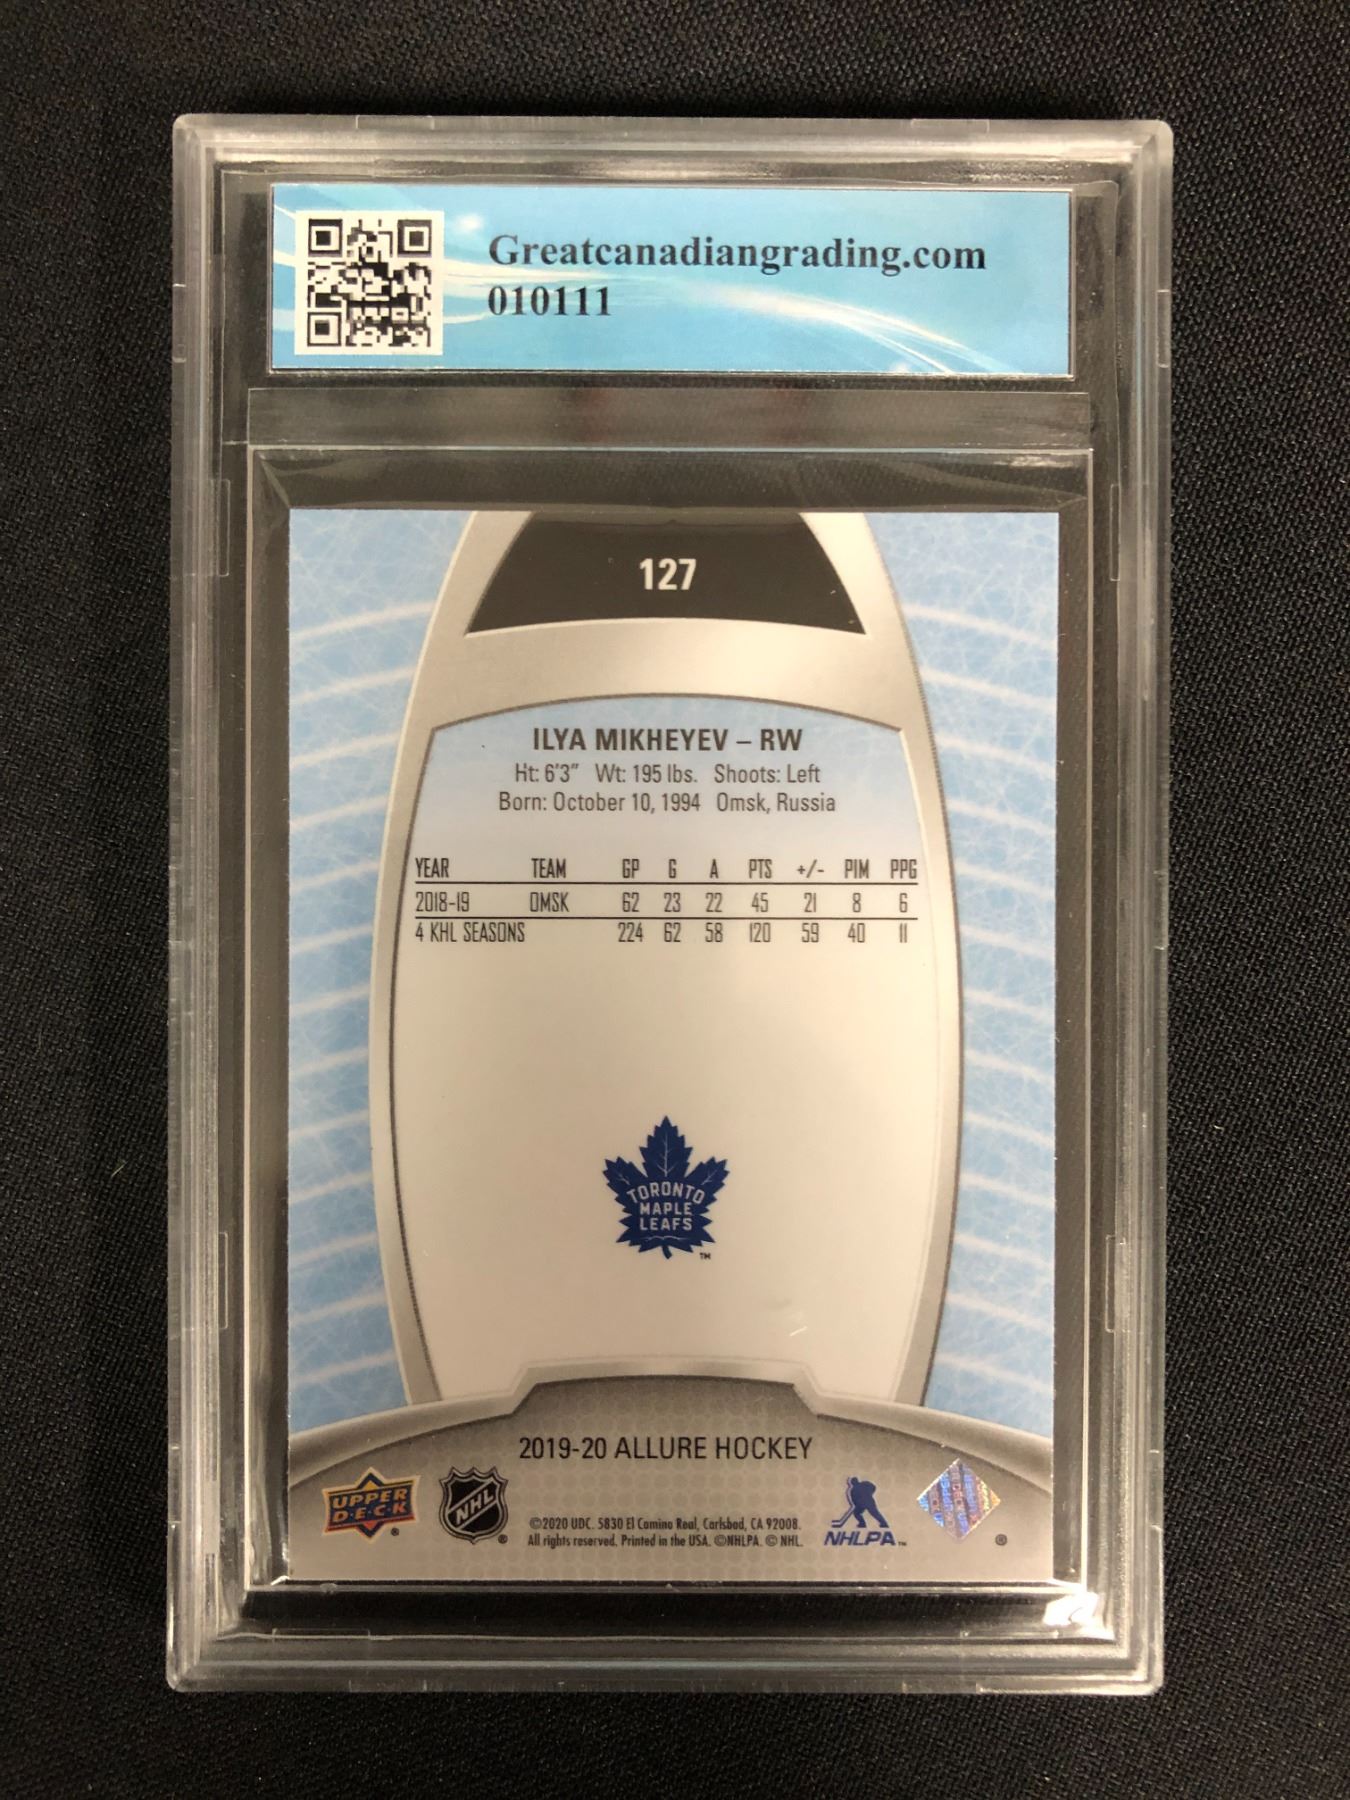 Greatcanadiangrading.com
010111
127
ILYA MIKHEYEV – RW
Ht: 6'3" Wt: 195 lbs. Shoots: Left
Born: October 10, 1994 Omsk, Russia
YEAR TEAM GP G A PTS +/- PIM PPG
2018-19 OMSK 62 23 22 45 21 8 6
4 KHL SEASONS 224 62 58 120 59 40 11
TORONTO
MAPLE
LEAFS
™
2019-20 ALLURE HOCKEY
UPPER
D·E·C·K
®
NHL
®
©2020 UDC. 5830 El Camino Real, Carlsbad, CA 92008.
All rights reserved. Printed in the USA. ©NHLPA. © NHL.
NHLPA™
®